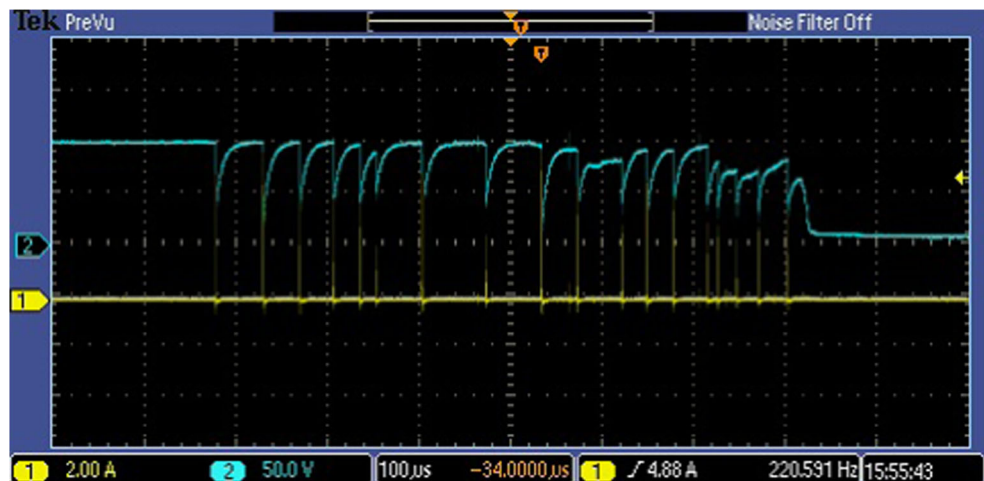 Tek PreVu Noise Filter Off
T
T
2
1
1 2.00 A 2 50.0 V 100µs -34.0000µs 1 4.88 A 220.591 Hz 15:55:43